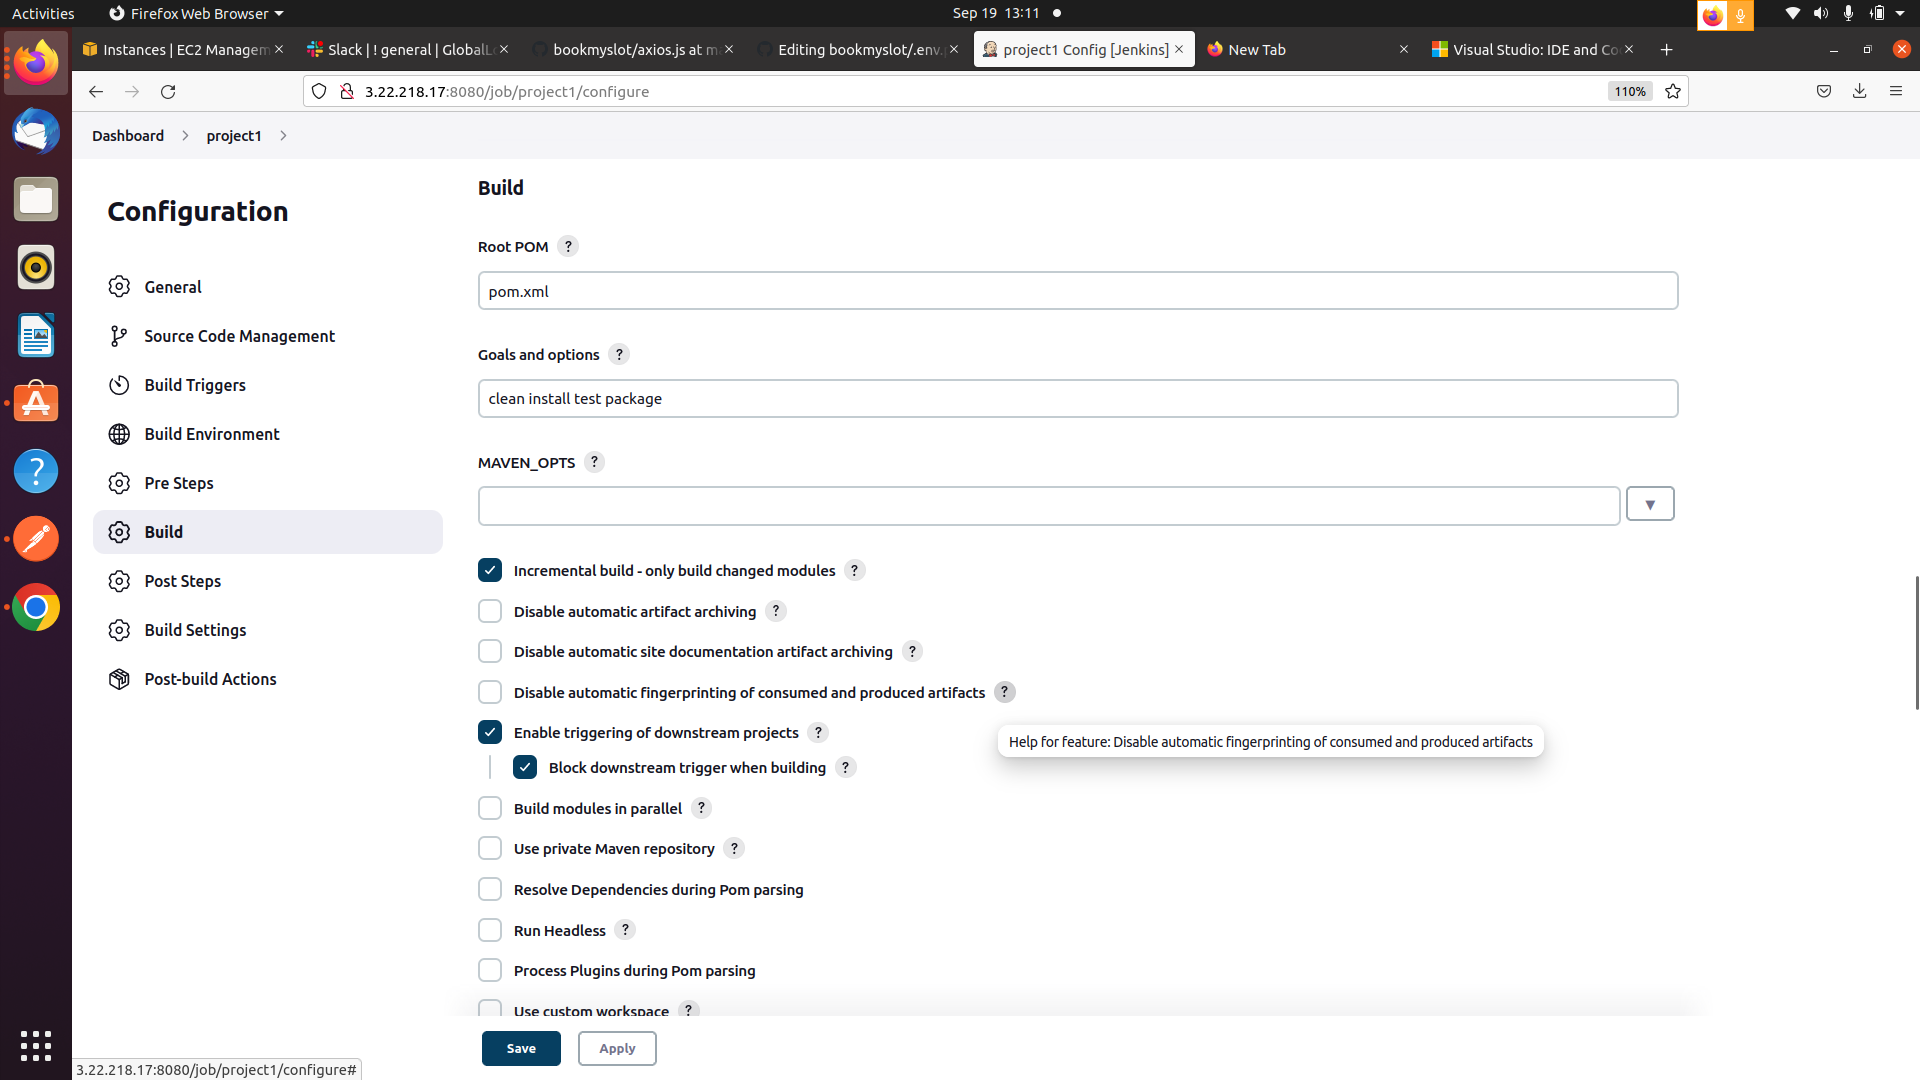 Activities
Firefox Web Browser
Sep 19 13:11
Instances | EC2 Managem
Slack | ! general | GlobalL
bookmyslot/axios.js at m
Editing bookmyslot/.env.
project1 Config [Jenkins]
New Tab
Visual Studio: IDE and Co
3.22.218.17:8080/job/project1/configure
110%
Dashboard
project1
Configuration
General
Source Code Management
Build Triggers
Build Environment
Pre Steps
Build
Post Steps
Build Settings
Post-build Actions
Build
Root POM ?
pom.xml
Goals and options ?
clean install test package
MAVEN_OPTS ?
Incremental build - only build changed modules ?
Disable automatic artifact archiving ?
Disable automatic site documentation artifact archiving ?
Disable automatic fingerprinting of consumed and produced artifacts ?
Enable triggering of downstream projects ?
Help for feature: Disable automatic fingerprinting of consumed and produced artifacts
Block downstream trigger when building ?
Build modules in parallel ?
Use private Maven repository ?
Resolve Dependencies during Pom parsing
Run Headless ?
Process Plugins during Pom parsing
Use custom workspace ?
Save
Apply
3.22.218.17:8080/job/project1/configure#